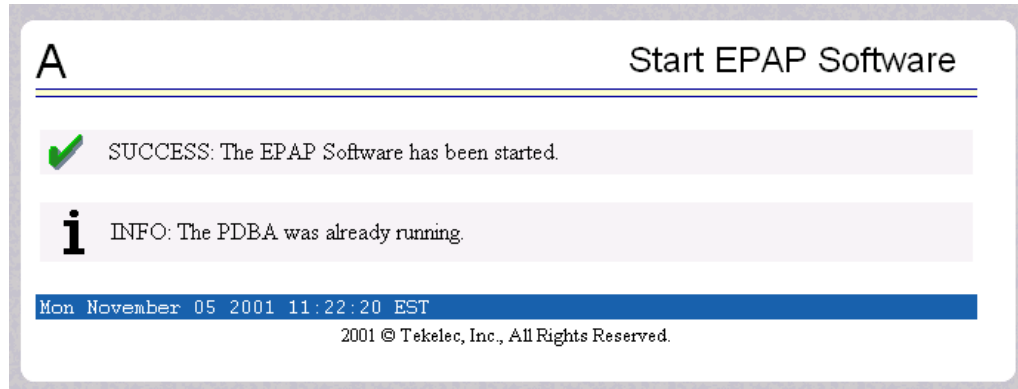 A
Start EPAP Software
SUCCESS: The EPAP Software has been started.
INFO: The PDBA was already running.
Mon November 05 2001 11:22:20 EST
2001 © Tekelec, Inc., All Rights Reserved.